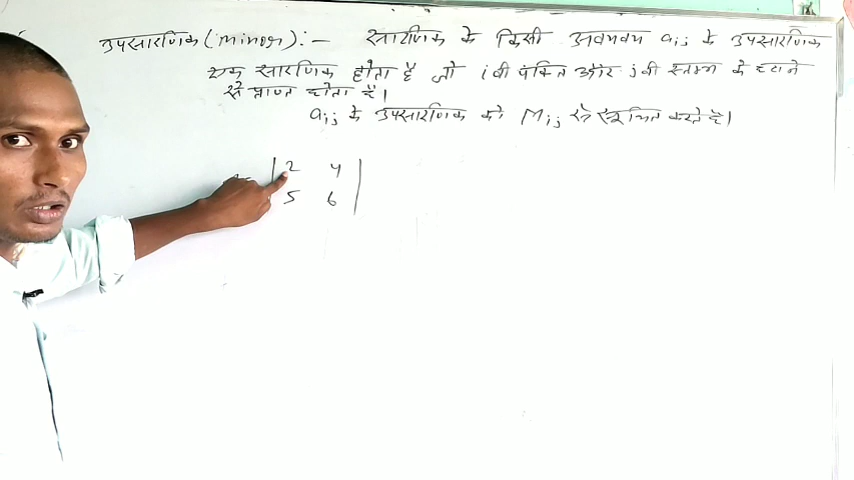 उपसारणिक (minor) :- सारणिक के किसी अवयवय aij के उपसारणिक
एक सारणिक होता है जो i वी पंक्ति और j वी स्तम्भ के हटाने
से प्राप्त होता है।
aij के उपसारणिक को Mij से सूचित करते है।
2 4
5 6